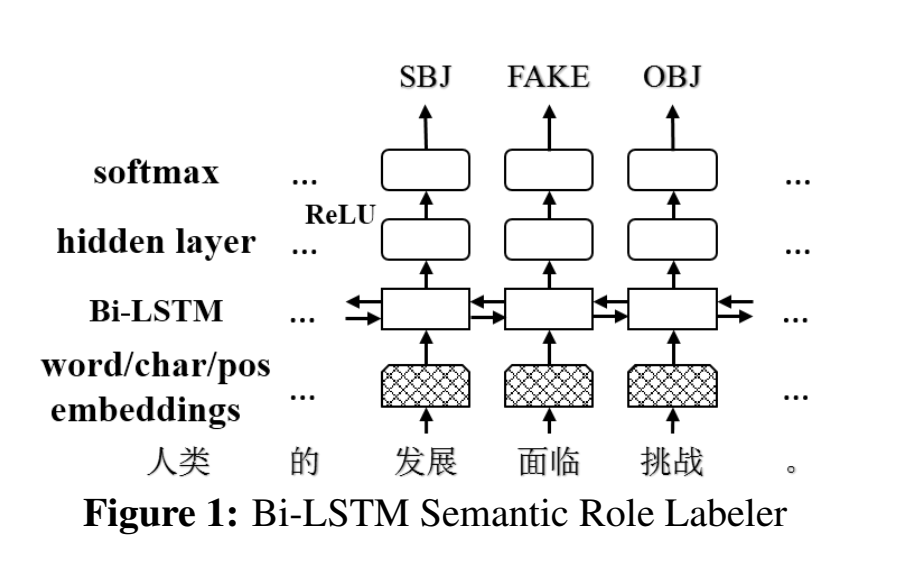 SBJ FAKE OBJ
softmax ... ...
ReLU
hidden layer ... ...
Bi-LSTM ... ...
word/char/pos
embeddings ... ...
人类 的 发展 面临 挑战 。
Figure 1: Bi-LSTM Semantic Role Labeler